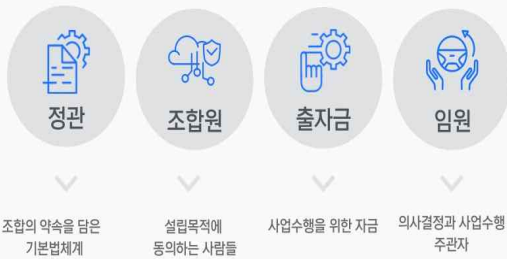 정관
조합원
출자금
임원
조합의 약속을 담은
기본법체계
설립목적에
동의하는 사람들
사업수행을 위한 자금
의사결정과 사업수행
주관자